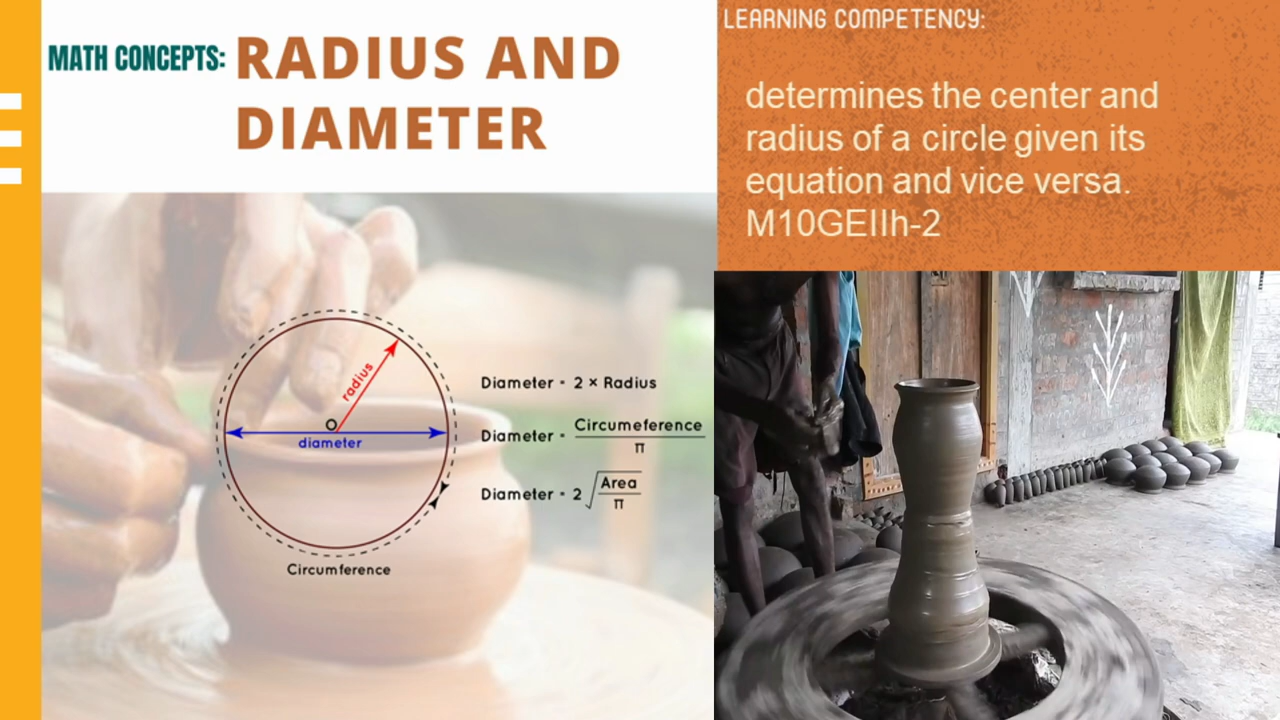 MATH CONCEPTS: RADIUS AND
DIAMETER
LEARNING COMPETENCY:
determines the center and
radius of a circle given its
equation and vice versa.
M10GEIIh-2
radius
O
diameter
Circumference
Diameter = 2 × Radius
Diameter = Circumeference
π
Diameter = 2 √ Area
π